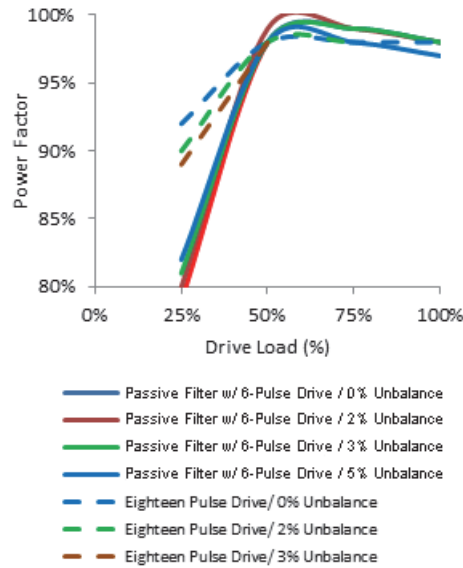 100%
95%
90%
85%
80%
Power Factor
0% 25% 50% 75% 100%
Drive Load (%)
Passive Filter w/ 6-Pulse Drive / 0% Unbalance
Passive Filter w/ 6-Pulse Drive / 2% Unbalance
Passive Filter w/ 6-Pulse Drive / 3% Unbalance
Passive Filter w/ 6-Pulse Drive / 5% Unbalance
Eighteen Pulse Drive/ 0% Unbalance
Eighteen Pulse Drive/ 2% Unbalance
Eighteen Pulse Drive/ 3% Unbalance